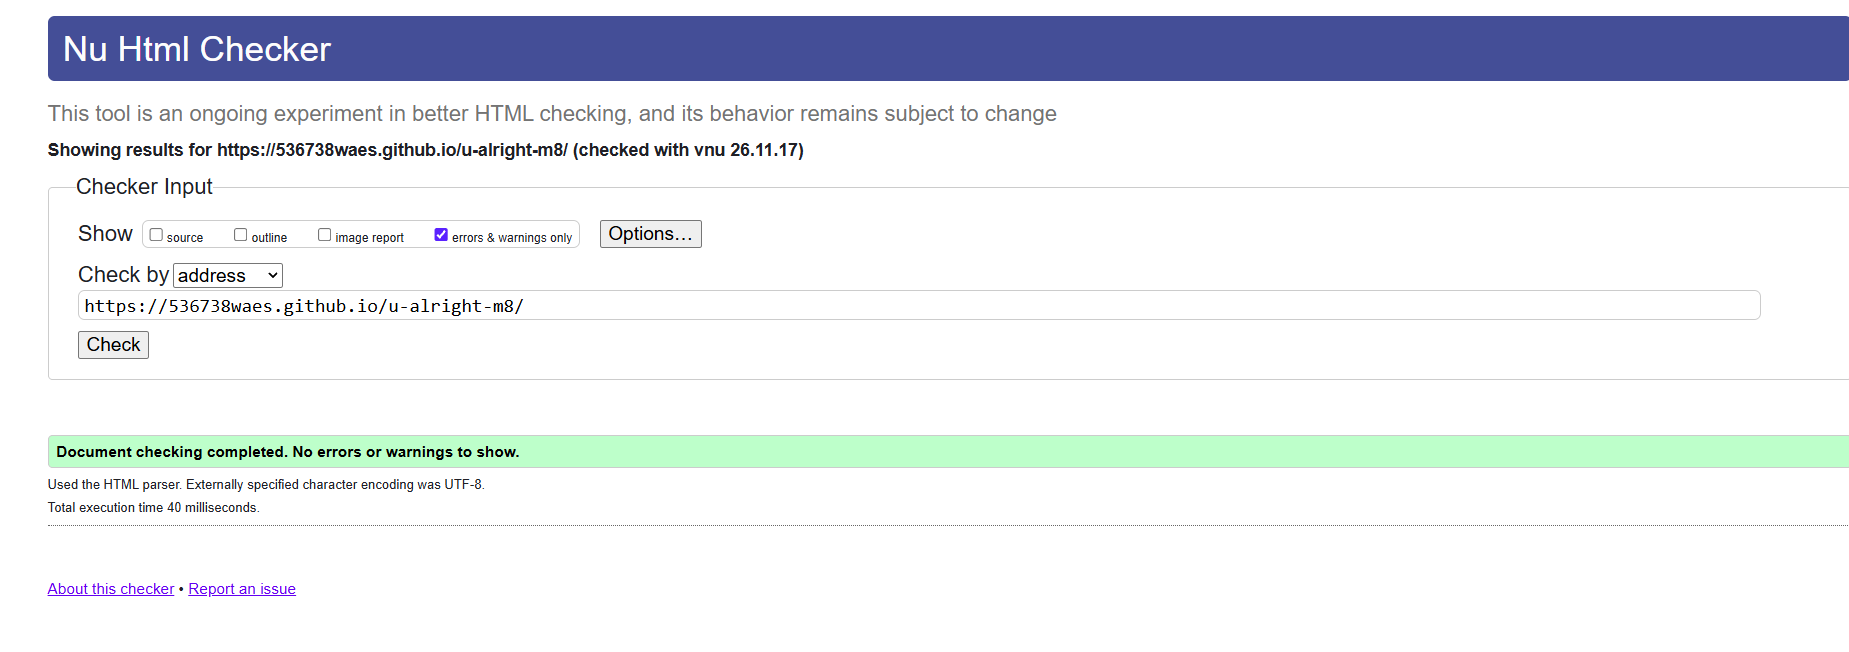 Nu Html Checker
This tool is an ongoing experiment in better HTML checking, and its behavior remains subject to change
Showing results for https://536738waes.github.io/u-alright-m8/ (checked with vnu 26.11.17)
Checker Input
Show source outline image report errors & warnings only Options...
Check by address
https://536738waes.github.io/u-alright-m8/
Check
Document checking completed. No errors or warnings to show.
Used the HTML parser. Externally specified character encoding was UTF-8.
Total execution time 40 milliseconds.
About this checker • Report an issue